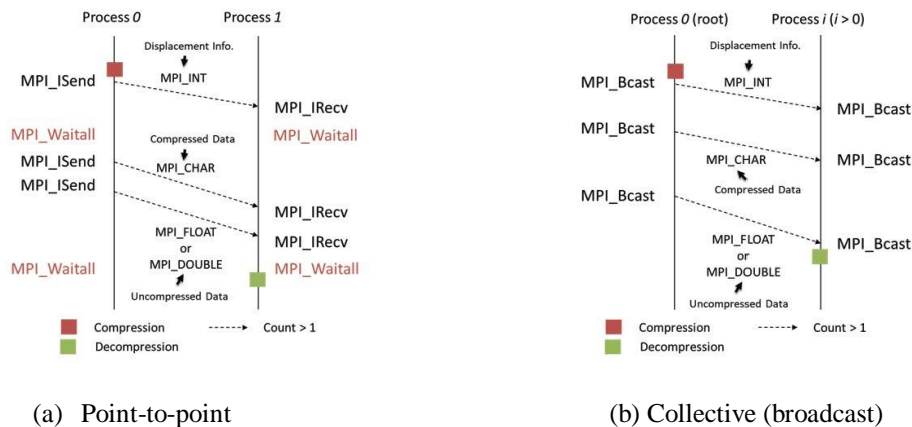 Process 0
Process 1
Displacement Info.
MPI_INT
MPI_ISend
MPI_IRecv
MPI_Waitall
MPI_Waitall
Compressed Data
MPI_CHAR
MPI_ISend
MPI_ISend
MPI_IRecv
MPI_IRecv
MPI_FLOAT
or
MPI_DOUBLE
MPI_Waitall
MPI_Waitall
Uncompressed Data
Compression
Count > 1
Decompression
(a) Point-to-point
Process 0 (root)
Process i (i > 0)
Displacement Info.
MPI_INT
MPI_Bcast
MPI_Bcast
MPI_Bcast
MPI_CHAR
MPI_Bcast
Compressed Data
MPI_Bcast
MPI_FLOAT
or
MPI_DOUBLE
MPI_Bcast
Uncompressed Data
Compression
Count > 1
Decompression
(b) Collective (broadcast)